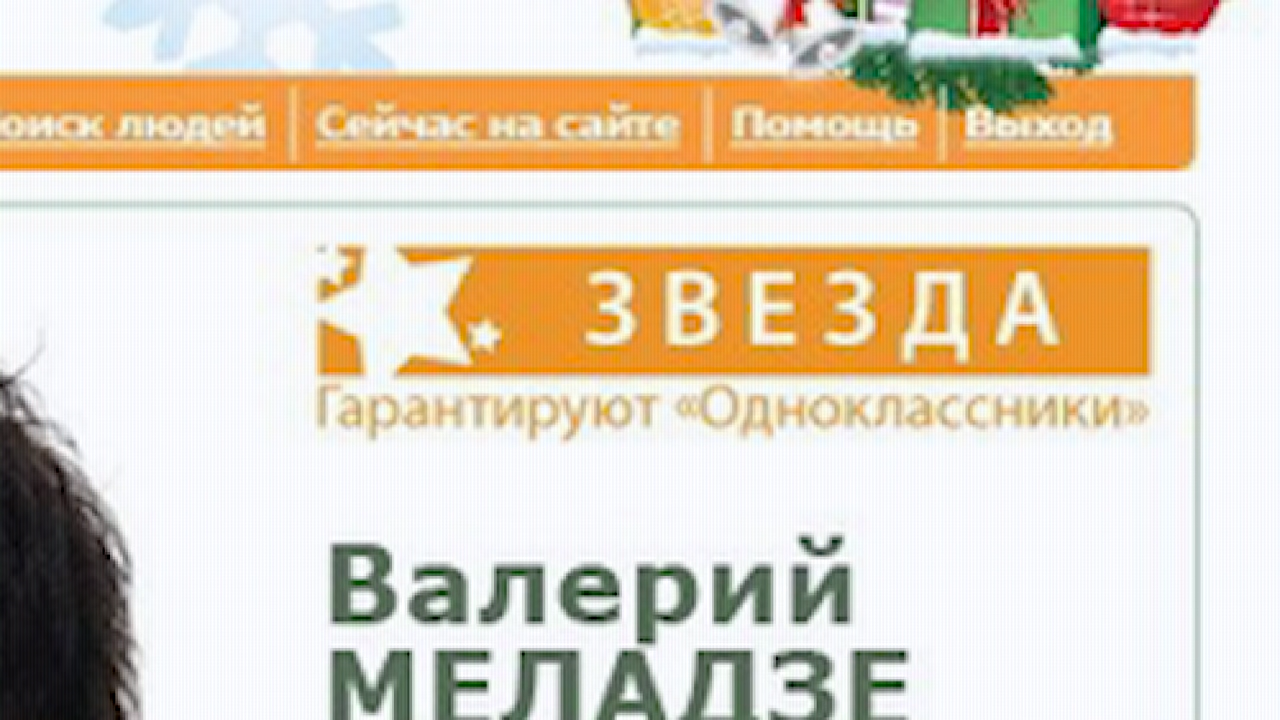 оиск людей Сейчас на сайте Помощь Выход
ЗВЕЗДА
Гарантируют «Одноклассники»
Валерий
МЕЛАДЗЕ